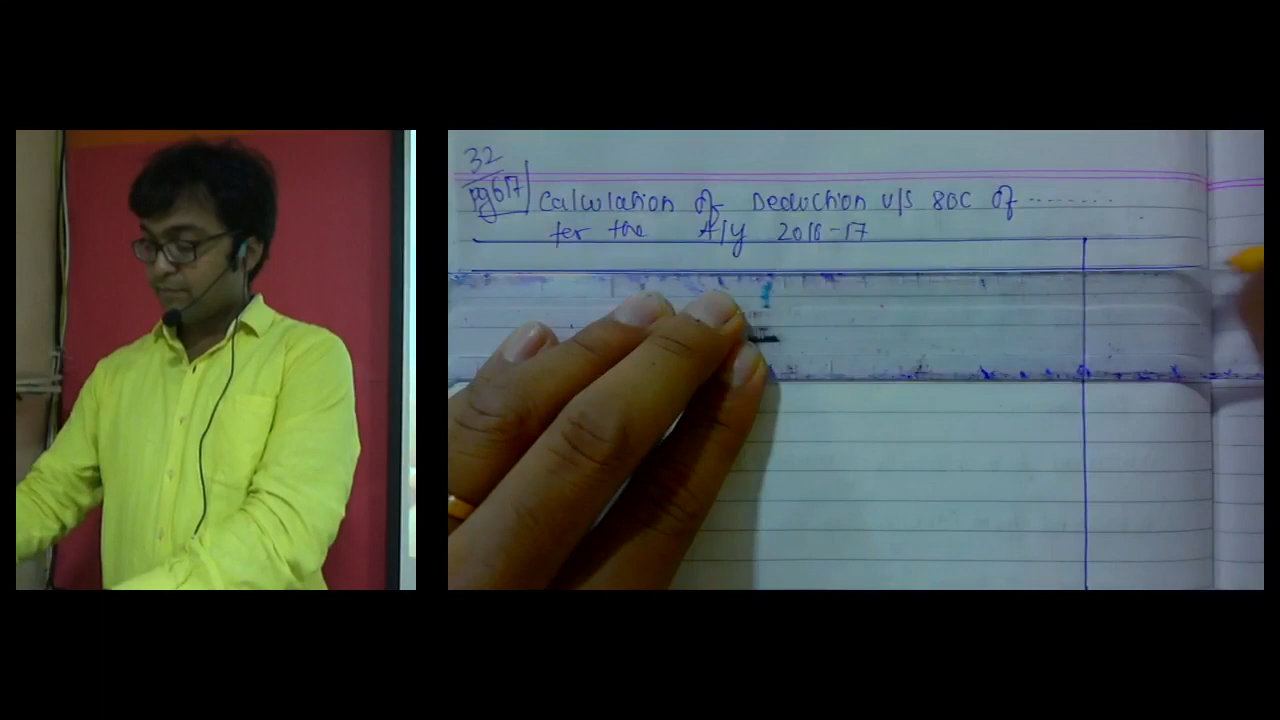 32
pg 617
Calculation of Deduction u/s 80C of ........
for the A/y 2016-17